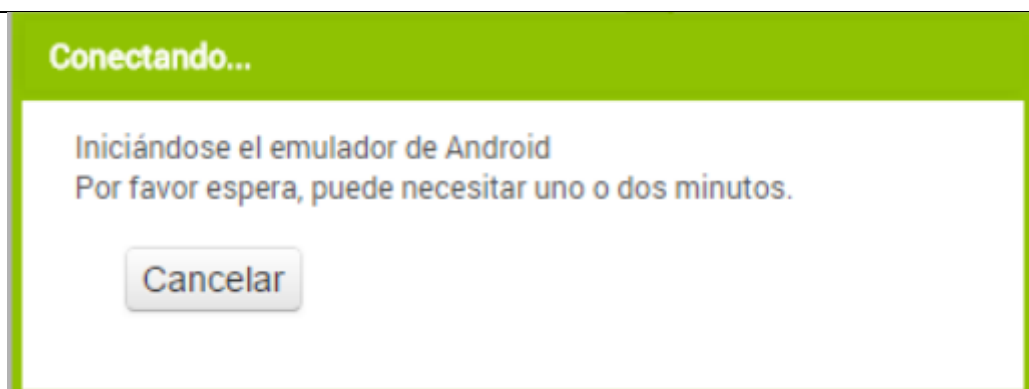 Conectando...
Iniciándose el emulador de Android
Por favor espera, puede necesitar uno o dos minutos.
Cancelar